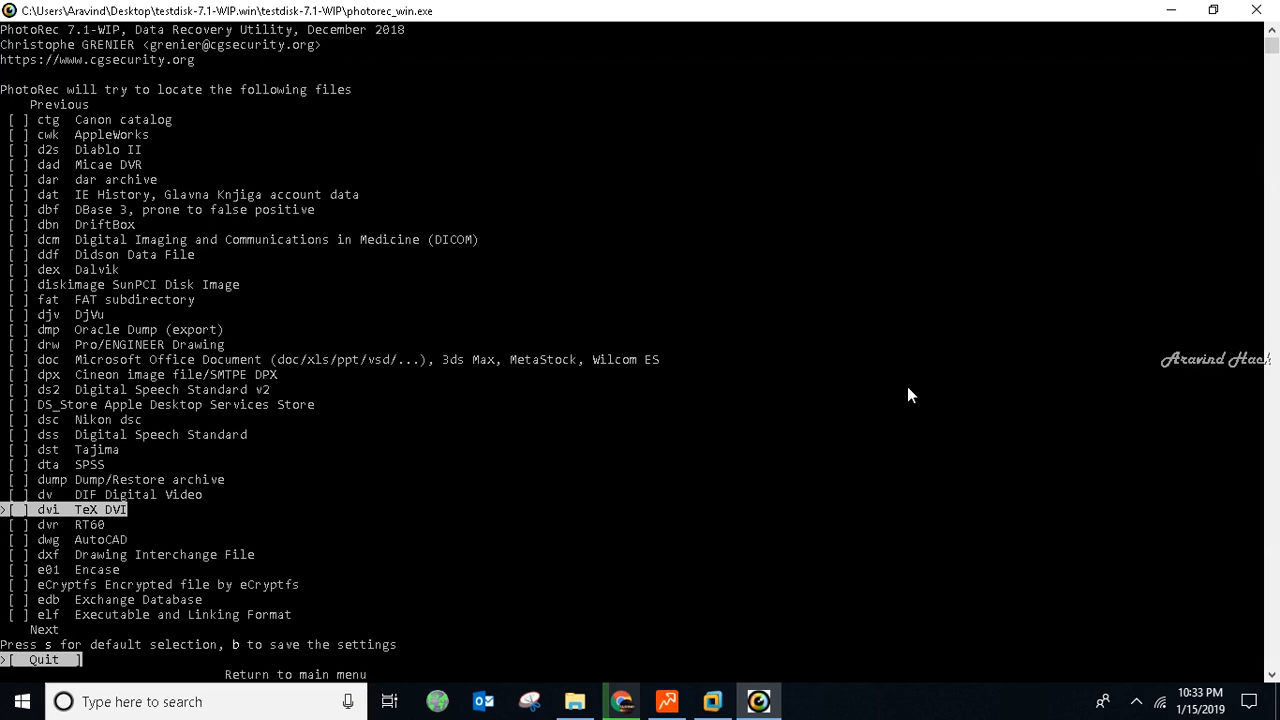 C:\Users\Aravind\Desktop\testdisk-7.1-WIP.win\testdisk-7.1-WIP\photorec_win.exe
PhotoRec 7.1-WIP, Data Recovery Utility, December 2018
Christophe GRENIER <grenier@cgsecurity.org>
https://www.cgsecurity.org
PhotoRec will try to locate the following files
Previous
[ ] ctg Canon catalog
[ ] cwk AppleWorks
[ ] d2s Diablo II
[ ] dad Micae DVR
[ ] dar dar archive
[ ] dat IE History, Glavna Knjiga account data
[ ] dbf DBase 3, prone to false positive
[ ] dbn DriftBox
[ ] dcm Digital Imaging and Communications in Medicine (DICOM)
[ ] ddf Didson Data File
[ ] dex Dalvik
[ ] diskimage SunPCI Disk Image
[ ] fat FAT subdirectory
[ ] djv DjVu
[ ] dmp Oracle Dump (export)
[ ] drw Pro/ENGINEER Drawing
[ ] doc Microsoft Office Document (doc/xls/ppt/vsd/...), 3ds Max, MetaStock, Wilcom ES
Aravind Hack
[ ] dpx Cineon image file/SMTPE DPX
[ ] ds2 Digital Speech Standard v2
[ ] DS_Store Apple Desktop Services Store
[ ] dsc Nikon dsc
[ ] dss Digital Speech Standard
[ ] dst Tajima
[ ] dta SPSS
[ ] dump Dump/Restore archive
[ ] dv DIF Digital Video
>[ ] dvi TeX DVI
[ ] dvr RT60
[ ] dwg AutoCAD
[ ] dxf Drawing Interchange File
[ ] e01 Encase
[ ] eCryptfs Encrypted file by eCryptfs
[ ] edb Exchange Database
[ ] elf Executable and Linking Format
Next
Press s for default selection, b to save the settings
>[ Quit ]
Return to main menu
Type here to search
10:33 PM
1/15/2019